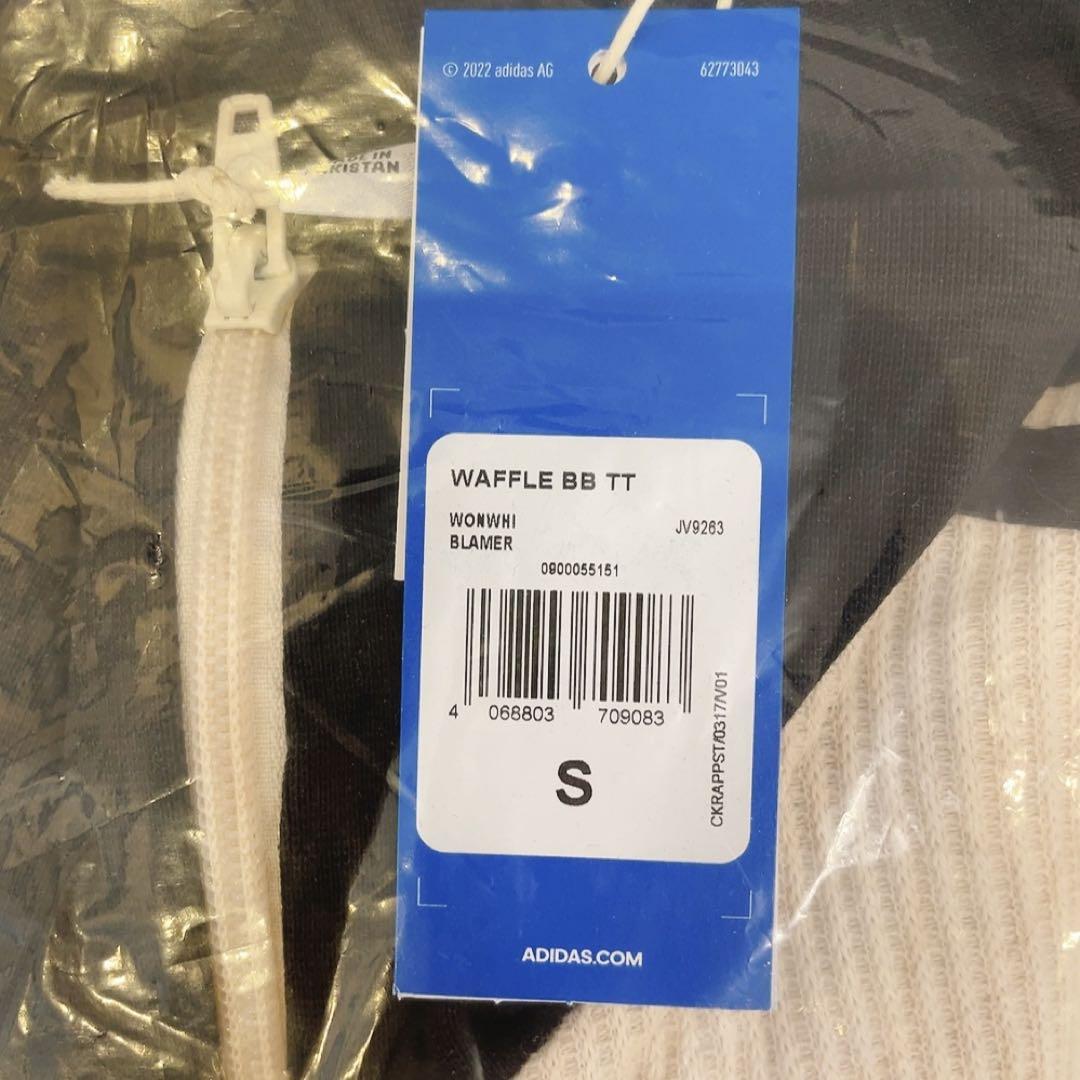 © 2022 adidas AG
62773043
IN
WAFFLE BB TT
WONWHI
BLAMER
JV9263
0900055151
4 068803 709083
S
CKRAPPST/0317/V01
ADIDAS.COM